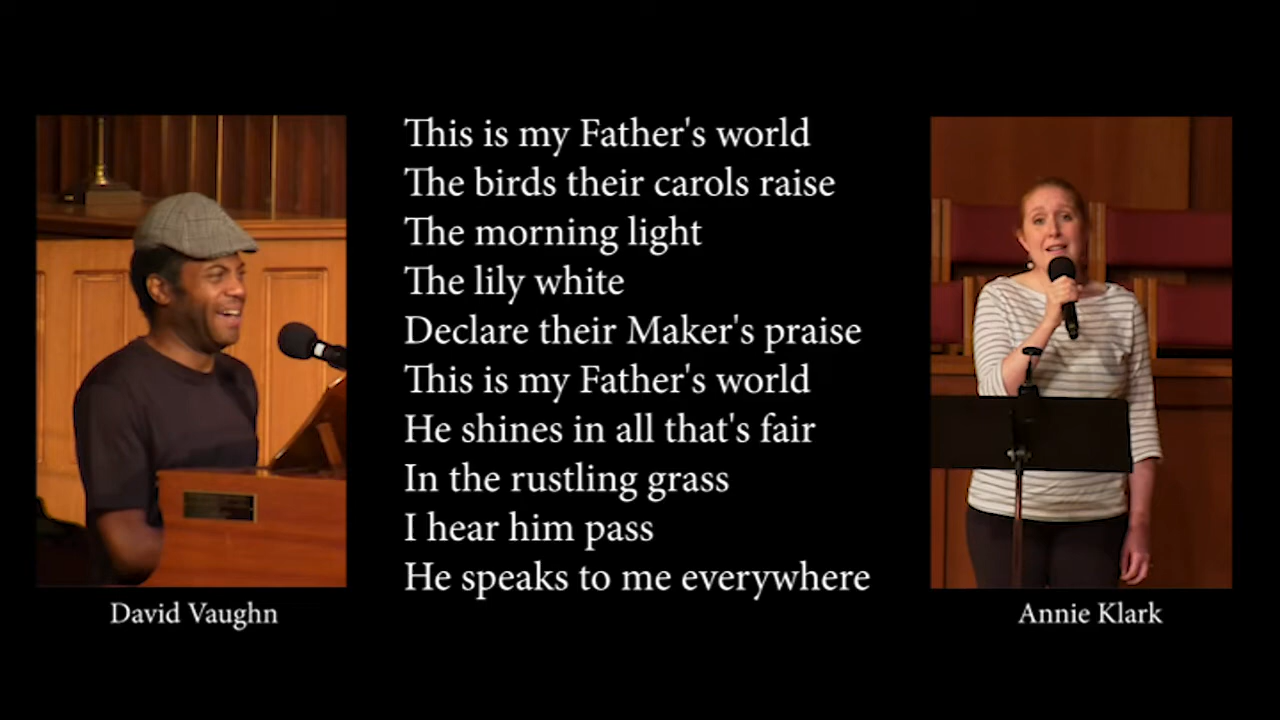 This is my Father's world
The birds their carols raise
The morning light
The lily white
Declare their Maker's praise
This is my Father's world
He shines in all that's fair
In the rustling grass
I hear him pass
He speaks to me everywhere
David Vaughn
Annie Klark